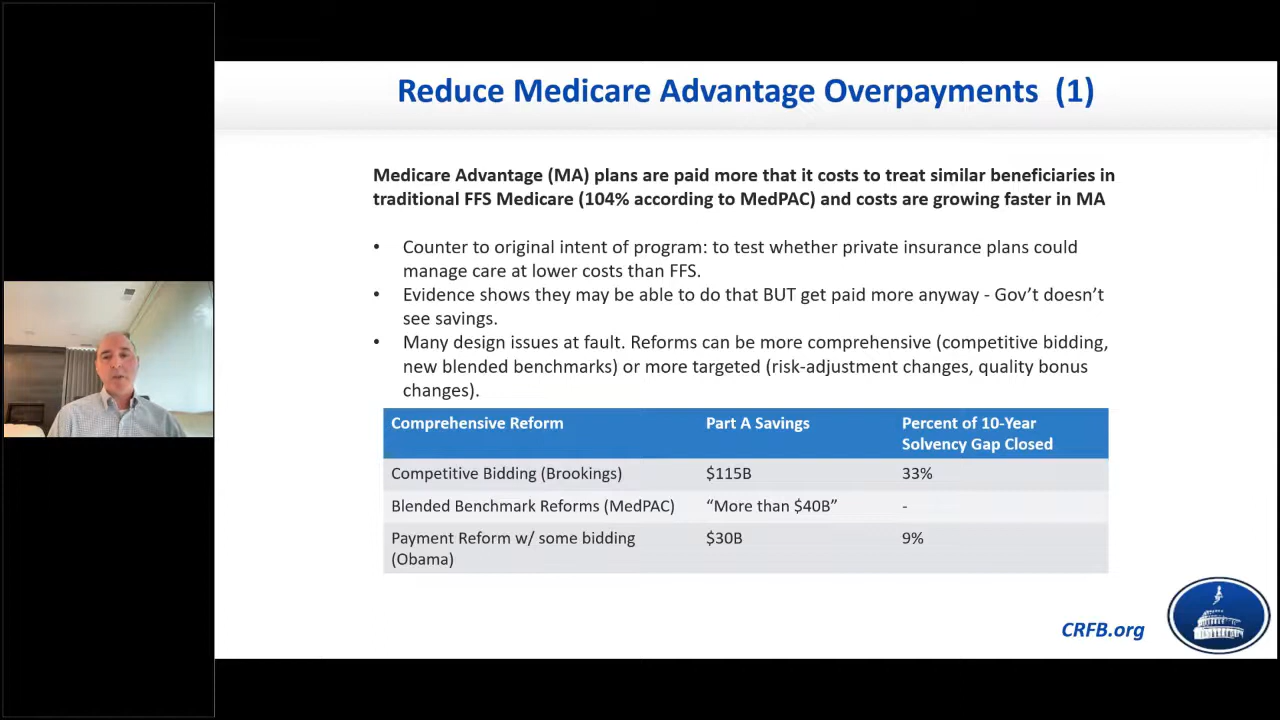 Reduce Medicare Advantage Overpayments (1)
Medicare Advantage (MA) plans are paid more that it costs to treat similar beneficiaries in
traditional FFS Medicare (104% according to MedPAC) and costs are growing faster in MA
• Counter to original intent of program: to test whether private insurance plans could
manage care at lower costs than FFS.
• Evidence shows they may be able to do that BUT get paid more anyway - Gov’t doesn’t
see savings.
• Many design issues at fault. Reforms can be more comprehensive (competitive bidding,
new blended benchmarks) or more targeted (risk-adjustment changes, quality bonus
changes).
Comprehensive Reform Part A Savings Percent of 10-Year
Solvency Gap Closed
Competitive Bidding (Brookings) $115B 33%
Blended Benchmark Reforms (MedPAC) “More than $40B” -
Payment Reform w/ some bidding $30B 9%
(Obama)
CRFB.org